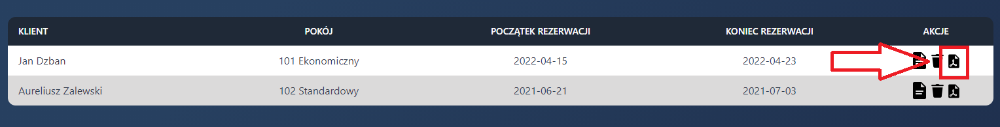 KLIENT POKÓJ POCZĄTEK REZERWACJI KONIEC REZERWACJI AKCJE
Jan Dzban 101 Ekonomiczny 2022-04-15 2022-04-23
Aureliusz Zalewski 102 Standardowy 2021-06-21 2021-07-03